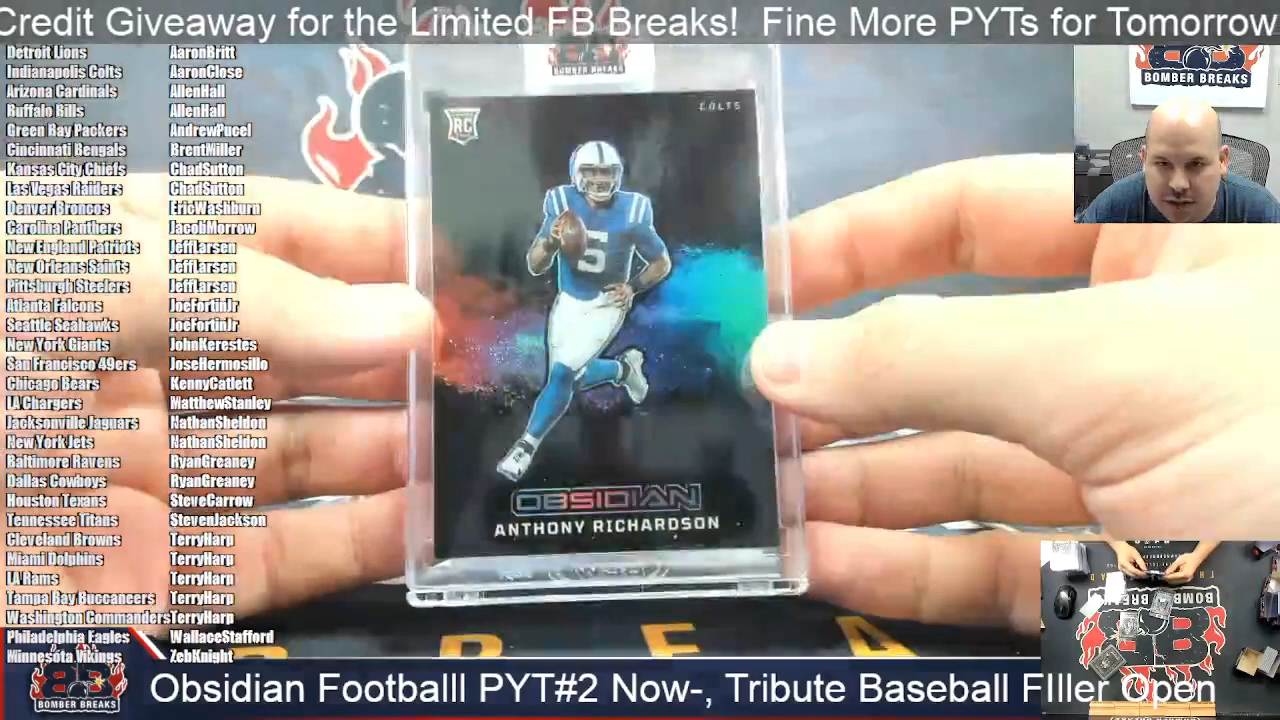 Credit Giveaway for the Limited FB Breaks! Fine More PYTs for Tomorrow
Detroit Lions AaronBritt
Indianapolis Colts AaronClose
Arizona Cardinals AllenHall
Buffalo Bills AllenHall
Green Bay Packers AndrewPucel
Cincinnati Bengals BrentMiller
Kansas City Chiefs ChadSutton
Las Vegas Raiders ChadSutton
Denver Broncos EricWashburn
Carolina Panthers JacobMorrow
New England Patriots JeffLarsen
New Orleans Saints JeffLarsen
Pittsburgh Steelers JeffLarsen
Atlanta Falcons JoeFortinJr
Seattle Seahawks JoeFortinJr
New York Giants JohnKerestes
San Francisco 49ers JoseHermosillo
Chicago Bears KennyCatlett
LA Chargers MatthewStanley
Jacksonville Jaguars NathanSheldon
New York Jets NathanSheldon
Baltimore Ravens RyanGreaney
Dallas Cowboys RyanGreaney
Houston Texans SteveCarrow
Tennessee Titans StevenJackson
Cleveland Browns TerryHarp
Miami Dolphins TerryHarp
LA Rams TerryHarp
Tampa Bay Buccaneers TerryHarp
Washington Commanders TerryHarp
Philadelphia Eagles WallaceStafford
Minnesota Vikings ZebKnight
BOMBER BREAKS
RC
COLTS
5
OBSIDIAN
ANTHONY RICHARDSON
BOMBER BREAKS
BOMBER BREAKS
Obsidian Footballl PYT#2 Now-, Tribute Baseball FIller Open